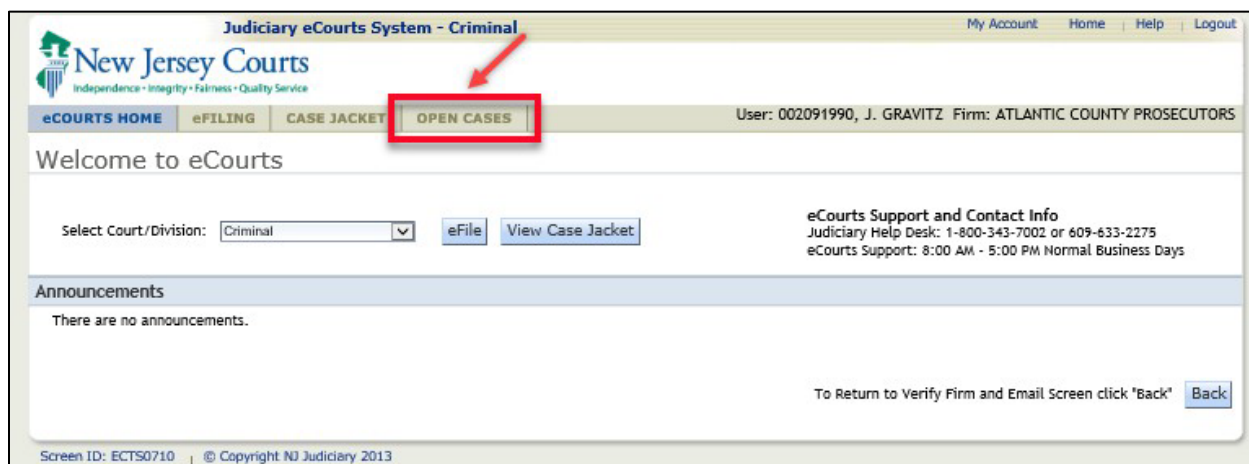 Judiciary eCourts System - Criminal
My Account Home | Help | Logout
New Jersey Courts
Independence • Integrity • Fairness • Quality Service
eCOURTS HOME eFILING CASE JACKET OPEN CASES
User: 002091990, J. GRAVITZ Firm: ATLANTIC COUNTY PROSECUTORS
Welcome to eCourts
Select Court/Division: Criminal eFile View Case Jacket
eCourts Support and Contact Info
Judiciary Help Desk: 1-800-343-7002 or 609-633-2275
eCourts Support: 8:00 AM - 5:00 PM Normal Business Days
Announcements
There are no announcements.
To Return to Verify Firm and Email Screen click "Back" Back
Screen ID: ECTS0710 | © Copyright NJ Judiciary 2013